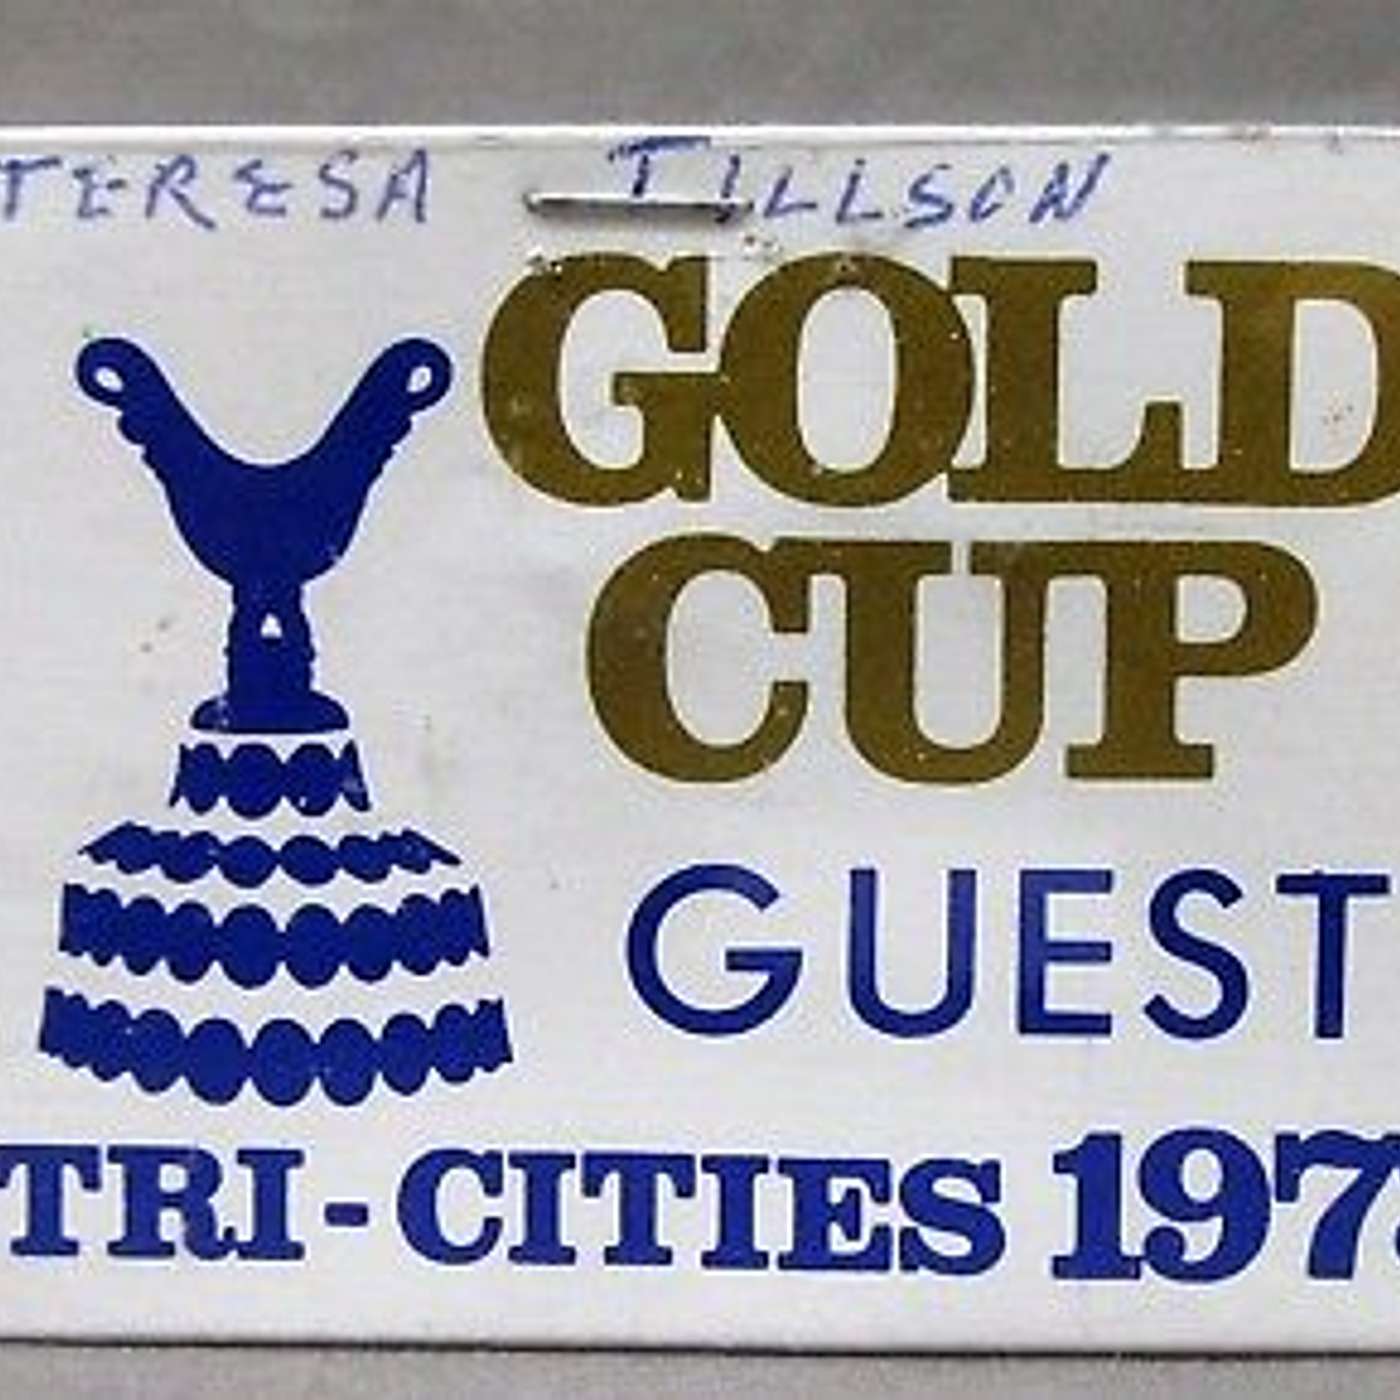 TERESA TILLSON
GOLD
CUP
GUEST
TRI-CITIES 197